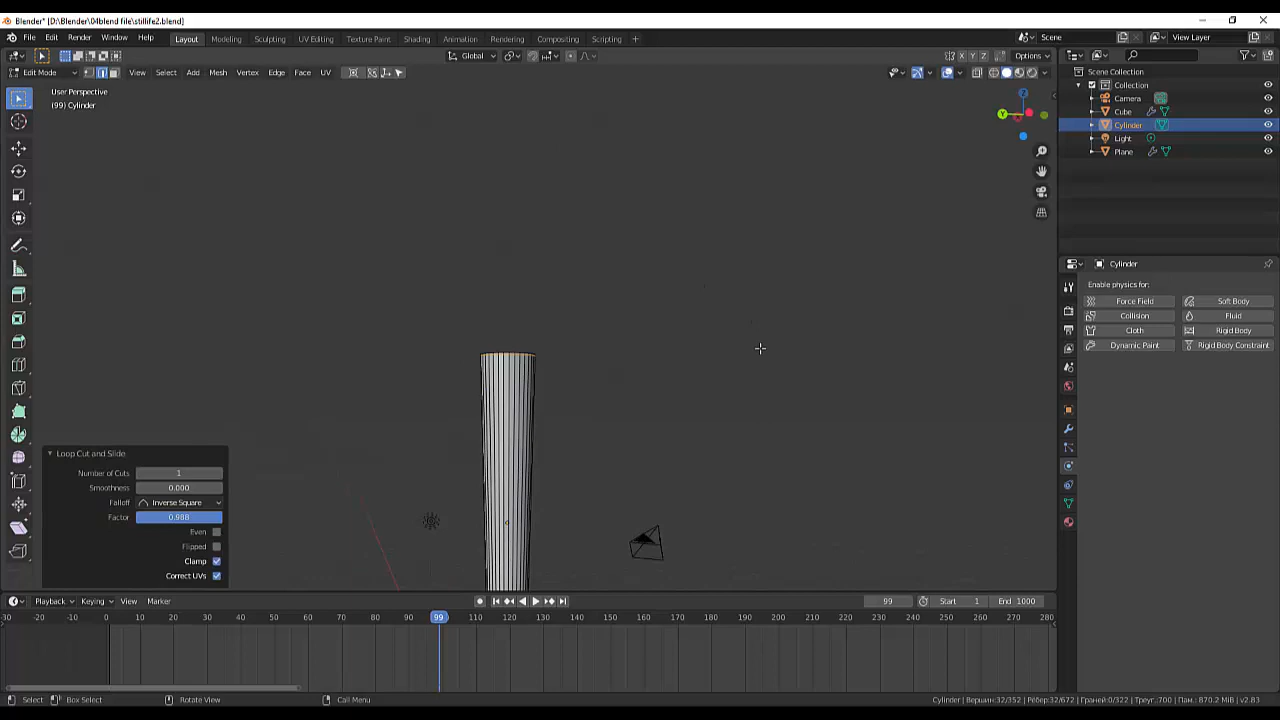 Blender* [D:\Blender\04blend file\stillife2.blend]
File Edit Render Window Help Layout Modeling Sculpting UV Editing Texture Paint Shading Animation Rendering Compositing Scripting + Scene View Layer
Global Options
Edit Mode View Select Add Mesh Vertex Edge Face UV X Y Z
User Perspective
(99) Cylinder
Z
Y
Scene Collection
Collection
Camera
Cube
Cylinder
Light
Plane
Cylinder
Enable physics for:
Force Field Soft Body
Collision Fluid
Cloth Rigid Body
Dynamic Paint Rigid Body Constraint
Loop Cut and Slide
Number of Cuts 1
Smoothness 0.000
Falloff Inverse Square
Factor 0.988
Even
Flipped
Clamp
Correct UVs
Playback Keying View Marker 99 Start 1 End 1000
-30 0 10 20 30 40 50 60 70 80 90 99 110 120 130 140 150 160 170 180 190 200 210 220 230 240 250 260 270 280
Select Box Select Rotate View Call Menu Cylinder | Вершин:32/352 | Рёбер:32/672 | Граней:0/322 | Треуг.:700 | Пам.: 870.2 MiB | v2.83